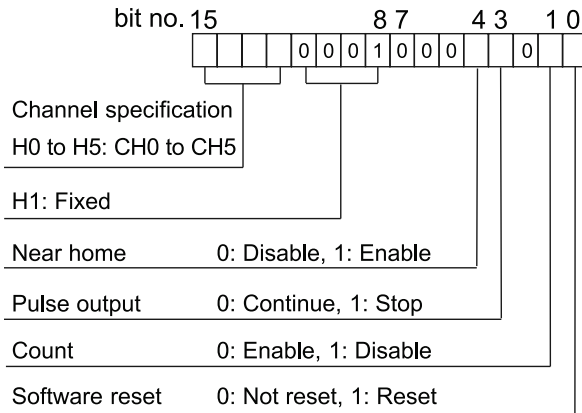 bit no. 15 8 7 4 3 1 0
0 0 0 1 0 0 0 0
Channel specification
H0 to H5: CH0 to CH5
H1: Fixed
Near home 0: Disable, 1: Enable
Pulse output 0: Continue, 1: Stop
Count 0: Enable, 1: Disable
Software reset 0: Not reset, 1: Reset